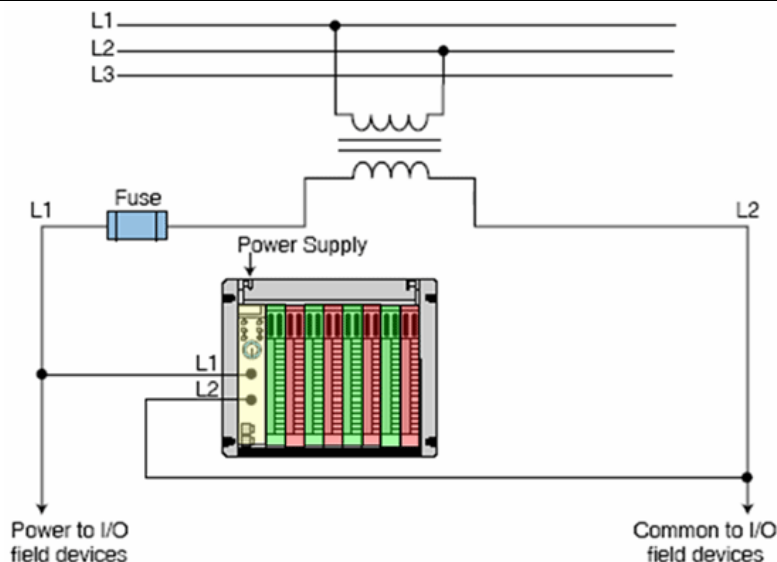 L1
L2
L3
Fuse
L1
L2
Power Supply
L1
L2
Power to I/O
field devices
Common to I/O
field devices